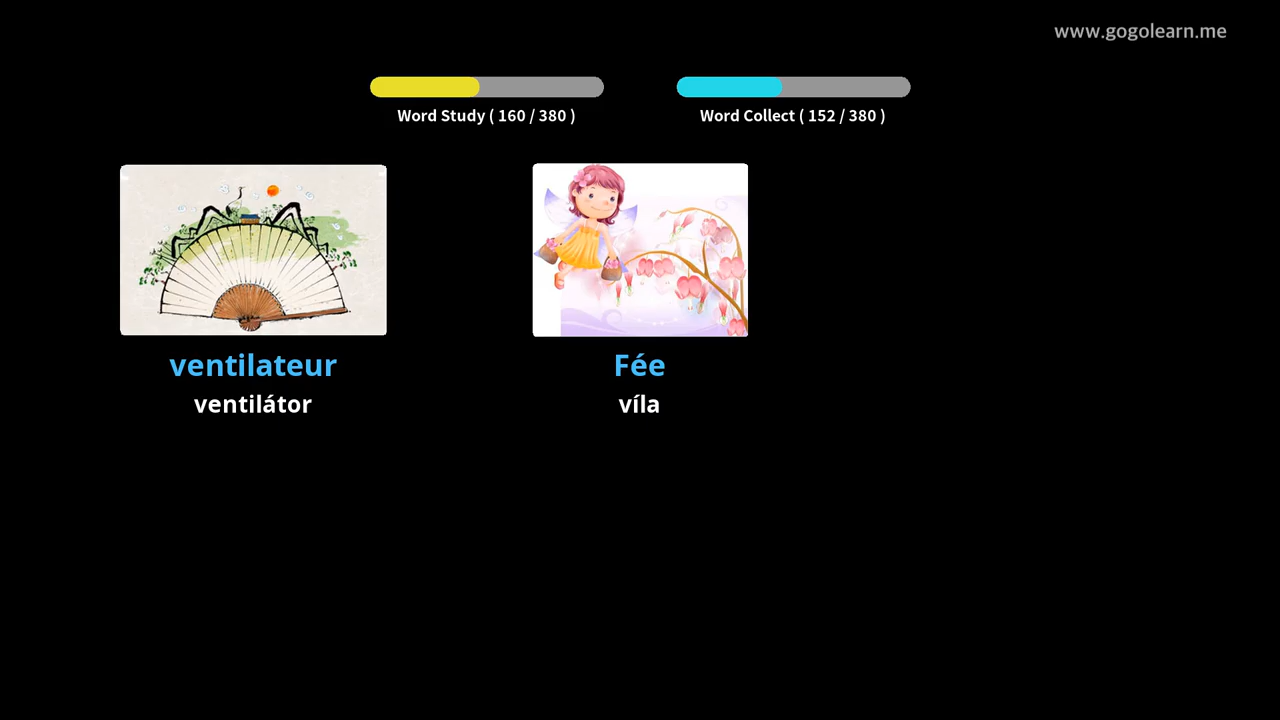 www.gogolearn.me
Word Study ( 160 / 380 )
Word Collect ( 152 / 380 )
ventilateur
ventilátor
Fée
víla